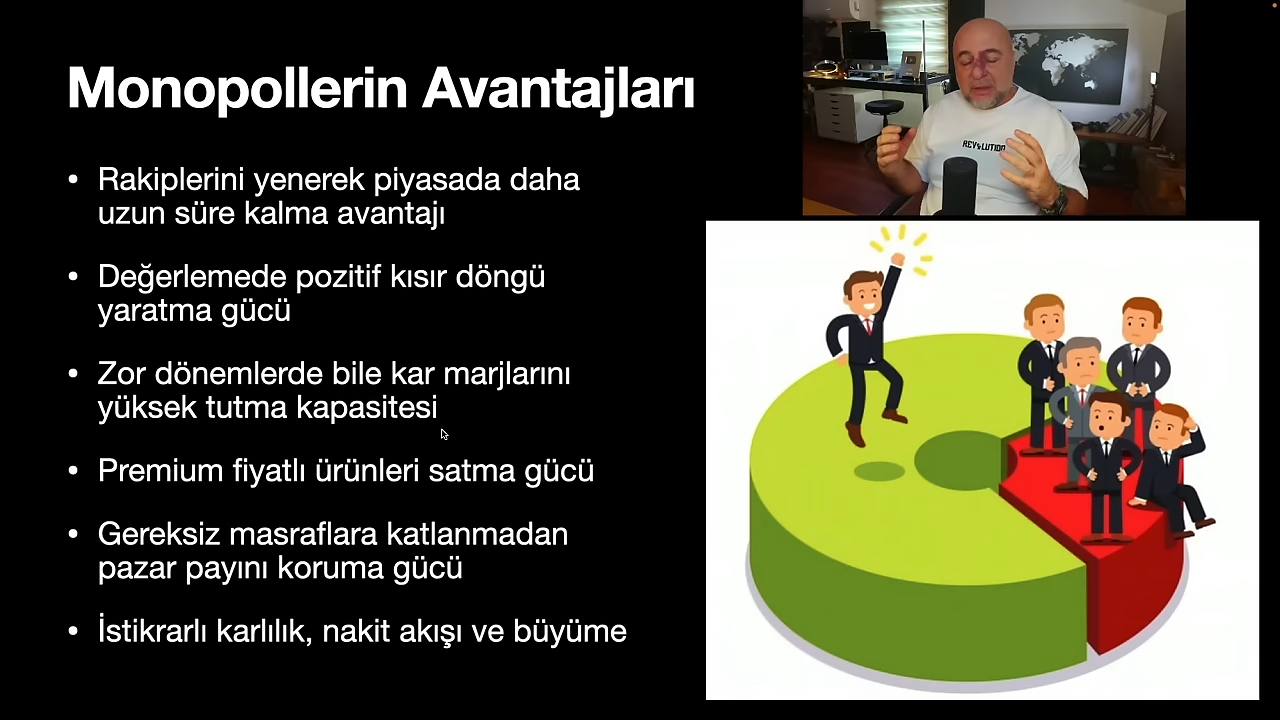 Monopollerin Avantajları
• Rakiplerini yenerek piyasada daha
uzun süre kalma avantajı
• Değerlemede pozitif kısır döngü
yaratma gücü
• Zor dönemlerde bile kar marjlarını
yüksek tutma kapasitesi
• Premium fiyatlı ürünleri satma gücü
• Gereksiz masraflara katlanmadan
pazar payını koruma gücü
• İstikrarlı karlılık, nakit akışı ve büyüme